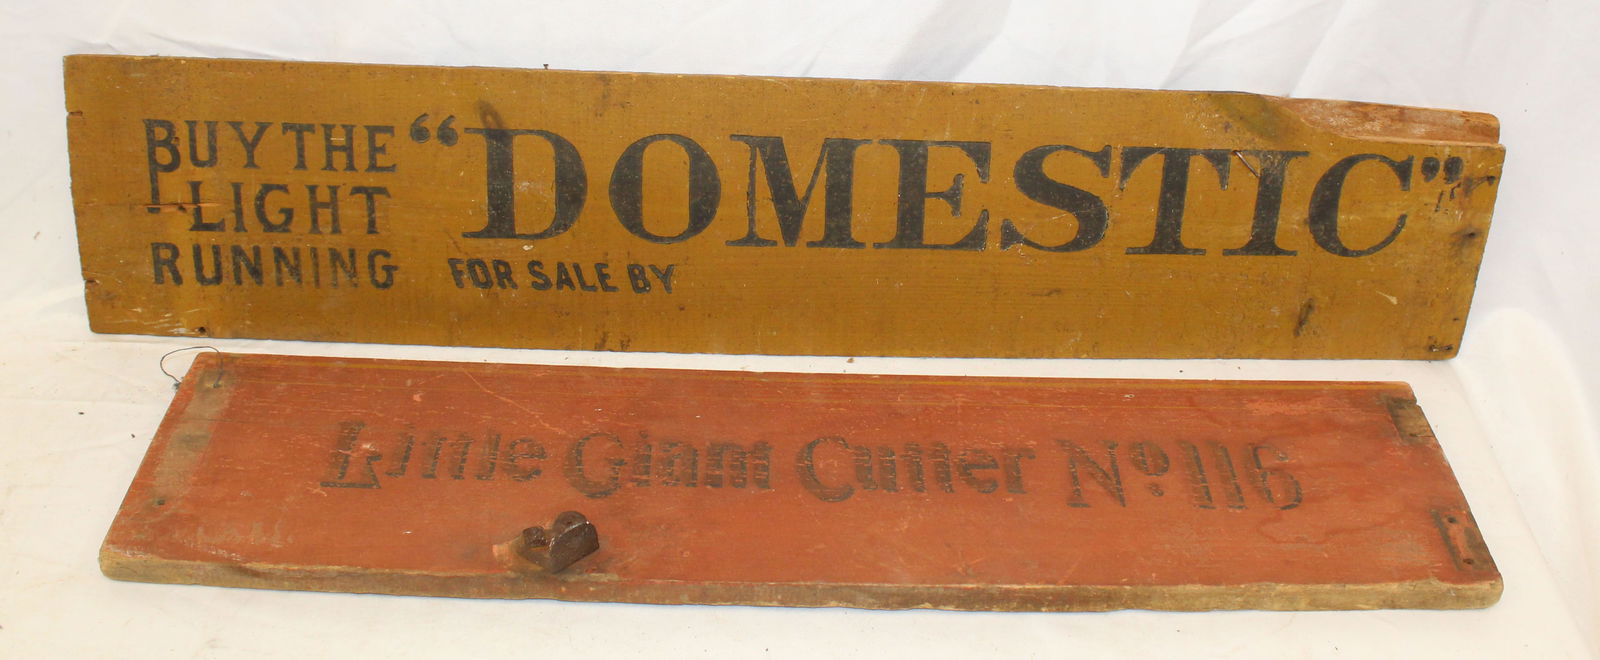 BUY THE
LIGHT
RUNNING
“DOMESTIC”
FOR SALE BY
Little Giant Cutter No. 116